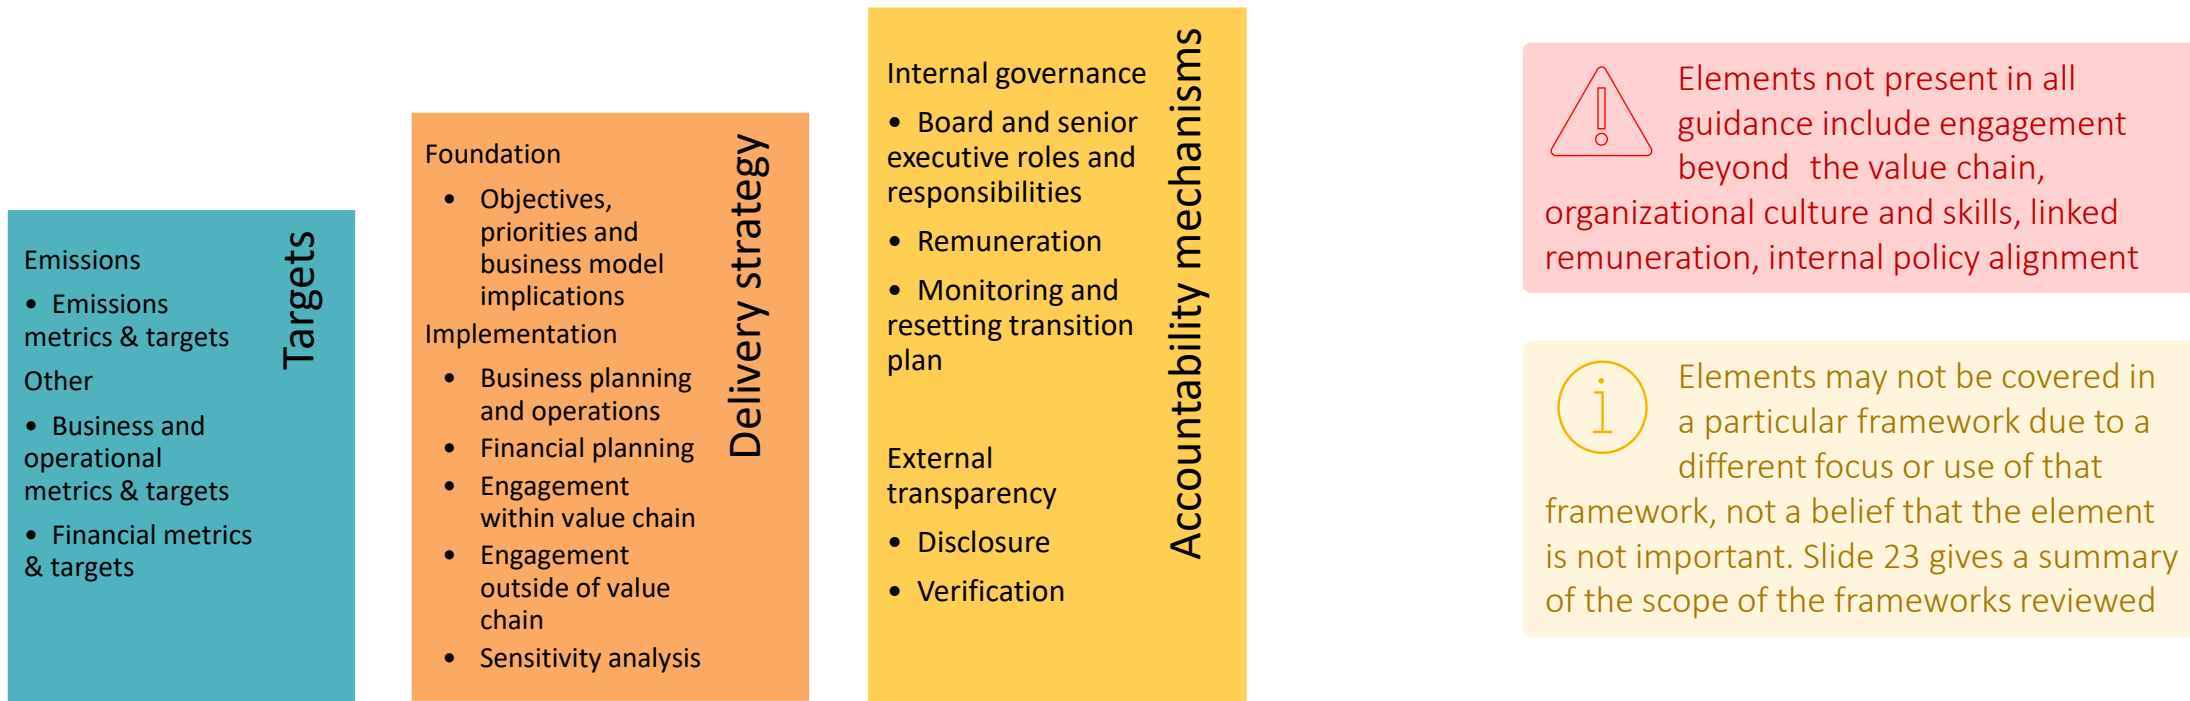 Emissions
• Emissions
metrics & targets
Other
• Business and
operational
metrics & targets
• Financial metrics
& targets
Targets
Foundation
• Objectives,
priorities and
business model
implications
Implementation
• Business planning
and operations
• Financial planning
• Engagement
within value chain
• Engagement
outside of value
chain
• Sensitivity analysis
Delivery strategy
Internal governance
• Board and senior
executive roles and
responsibilities
• Remuneration
• Monitoring and
resetting transition
plan
External
transparency
• Disclosure
• Verification
Accountability mechanisms
Elements not present in all
guidance include engagement
beyond the value chain,
organizational culture and skills, linked
remuneration, internal policy alignment
Elements may not be covered in
a particular framework due to a
different focus or use of that
framework, not a belief that the element
is not important. Slide 23 gives a summary
of the scope of the frameworks reviewed